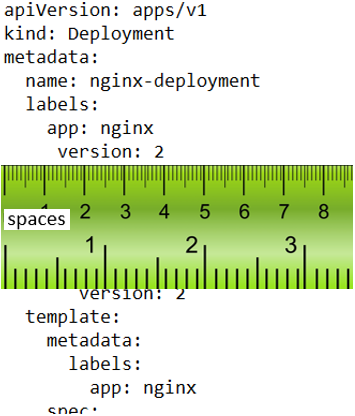 apiVersion: apps/v1
kind: Deployment
metadata:
  name: nginx-deployment
  labels:
    app: nginx
     version: 2
1 2 3 4 5 6 7 8
spaces
1 2 3
       version: 2
  template:
    metadata:
      labels:
        app: nginx
    spec: